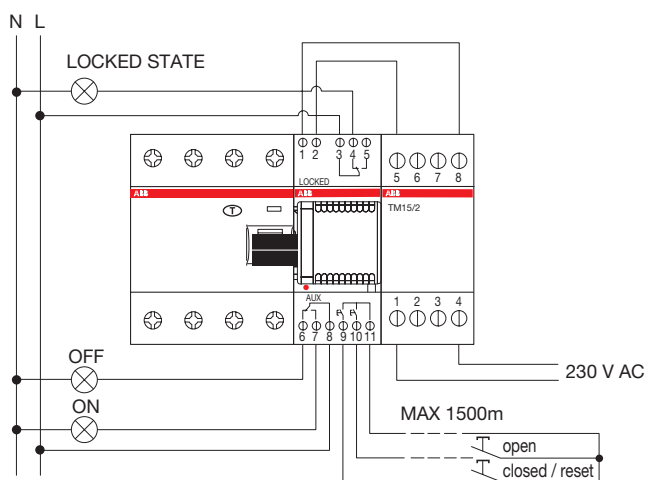 N L
LOCKED STATE
1 2 3 4 5
LOCKED
5 6 7 8
ABB ABB ABB
TM15/2
T
AUX
6 7 8 9 10 11
1 2 3 4
OFF
230 V AC
ON
MAX 1500m
open
closed / reset